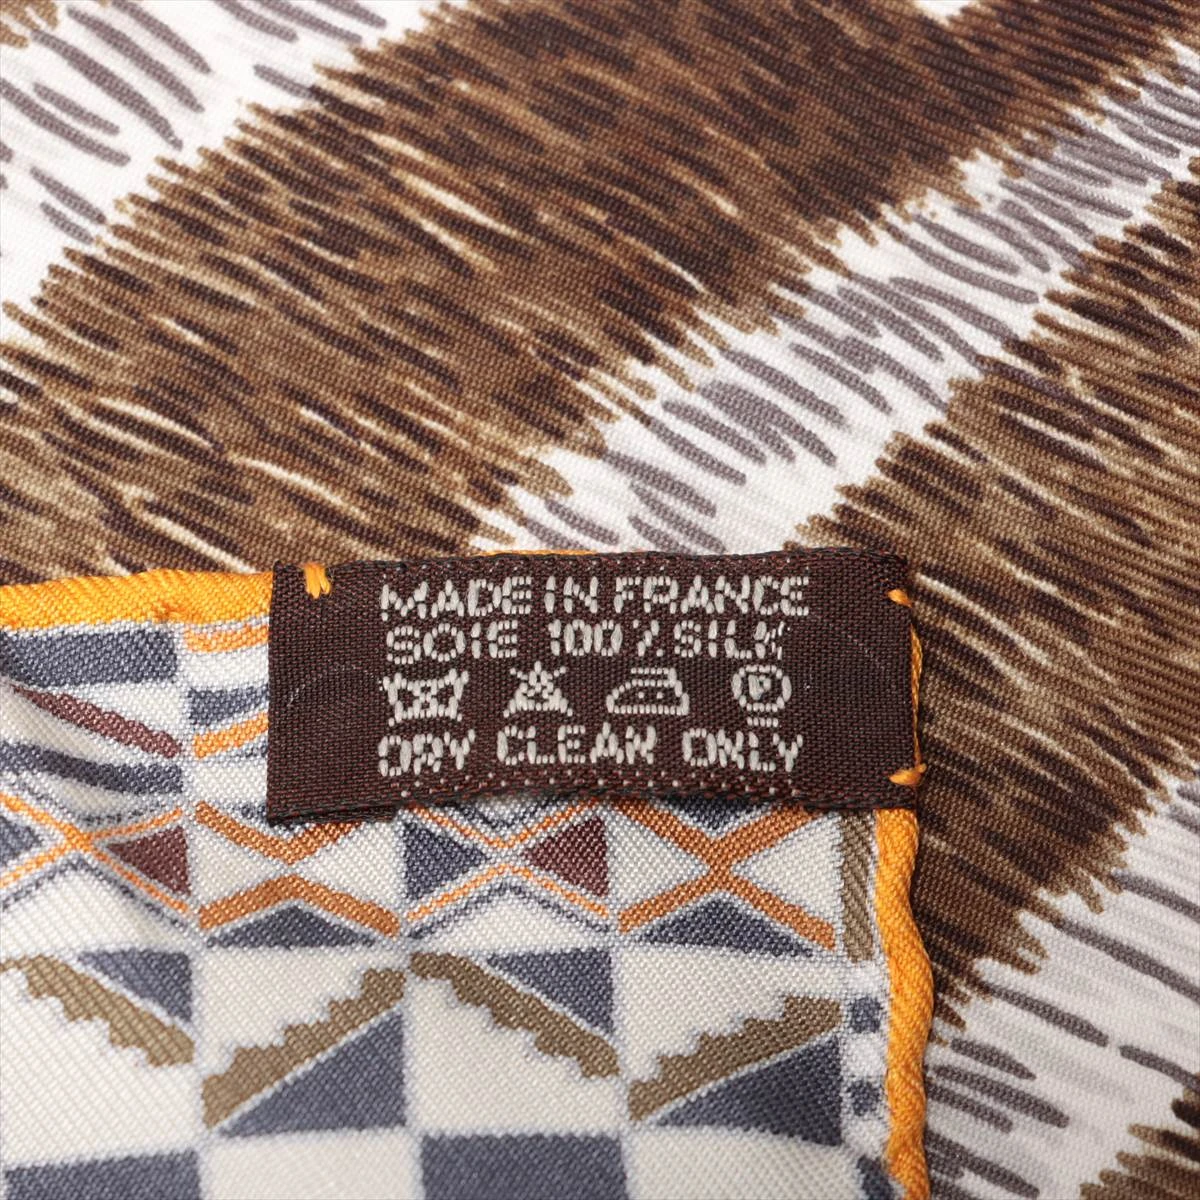 MADE IN FRANCE
SOIE 100% SILK
P
DRY CLEAN ONLY